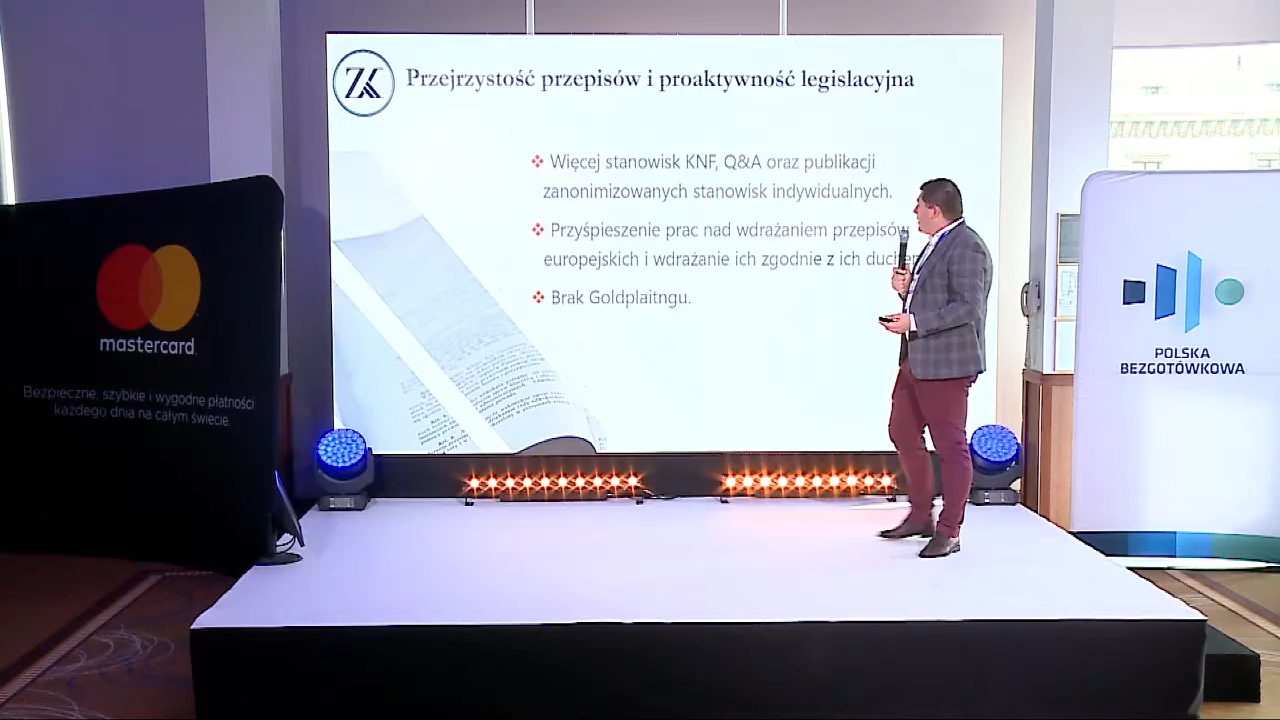 ZK
Przejrzystość przepisów i proaktywność legislacyjna
Więcej stanowisk KNF, Q&A oraz publikacji
zanonimizowanych stanowisk indywidualnych.
Przyśpieszenie prac nad wdrażaniem przepisów
europejskich i wdrażanie ich zgodnie z ich
Brak Goldplaitngu.
mastercard
Bezpieczne, szybkie i wygodne płatności
każdego dnia na całym świecie.
POLSKA
BEZGOTÓWKOWA